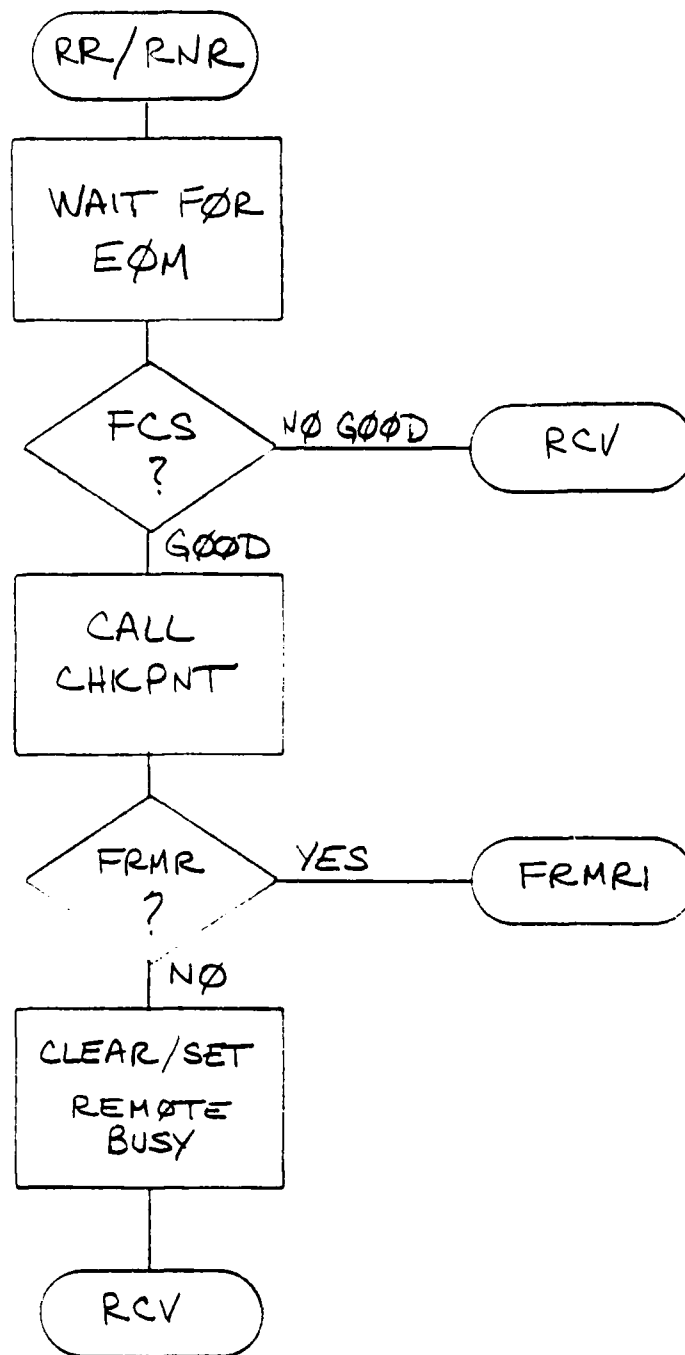 RR/RNR
WAIT FØR
EØM
FCS
?
NØ GØØD
RCV
GØØD
CALL
CHKPNT
FRMR
?
YES
FRMR1
NØ
CLEAR/SET
REMØTE
BUSY
RCV